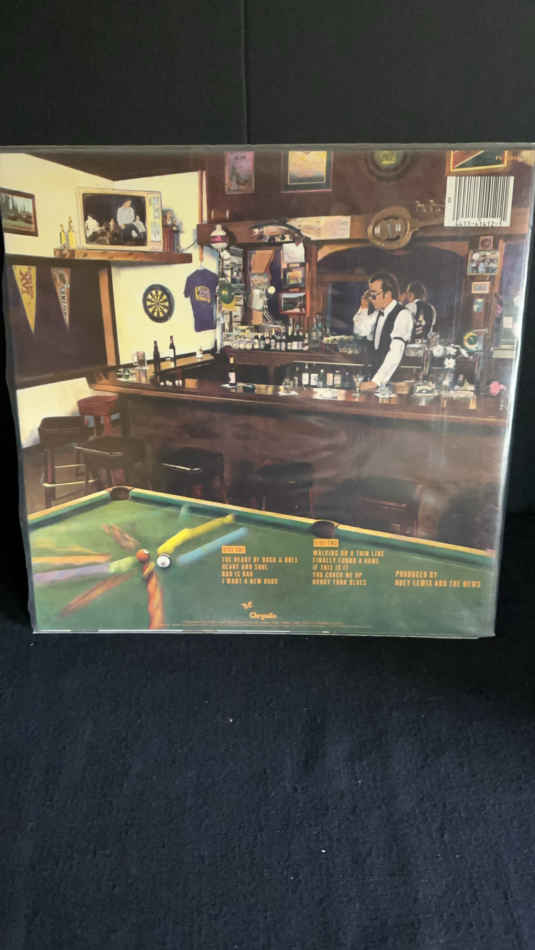 SIDE ONE
THE HEART OF ROCK & ROLL
HEART AND SOUL
BAD IS BAD
I WANT A NEW DRUG
SIDE TWO
WALKING ON A THIN LINE
FINALLY FOUND A HOME
IF THIS IS IT
YOU CRACK ME UP
HONKY TONK BLUES
PRODUCED BY
HUEY LEWIS AND THE NEWS
Chrysalis